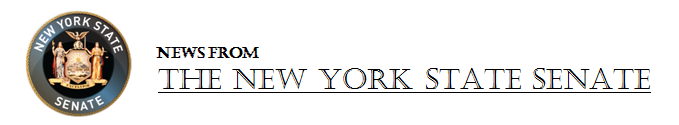 NEW YORK STATE
SENATE
NEWS FROM
THE NEW YORK STATE SENATE